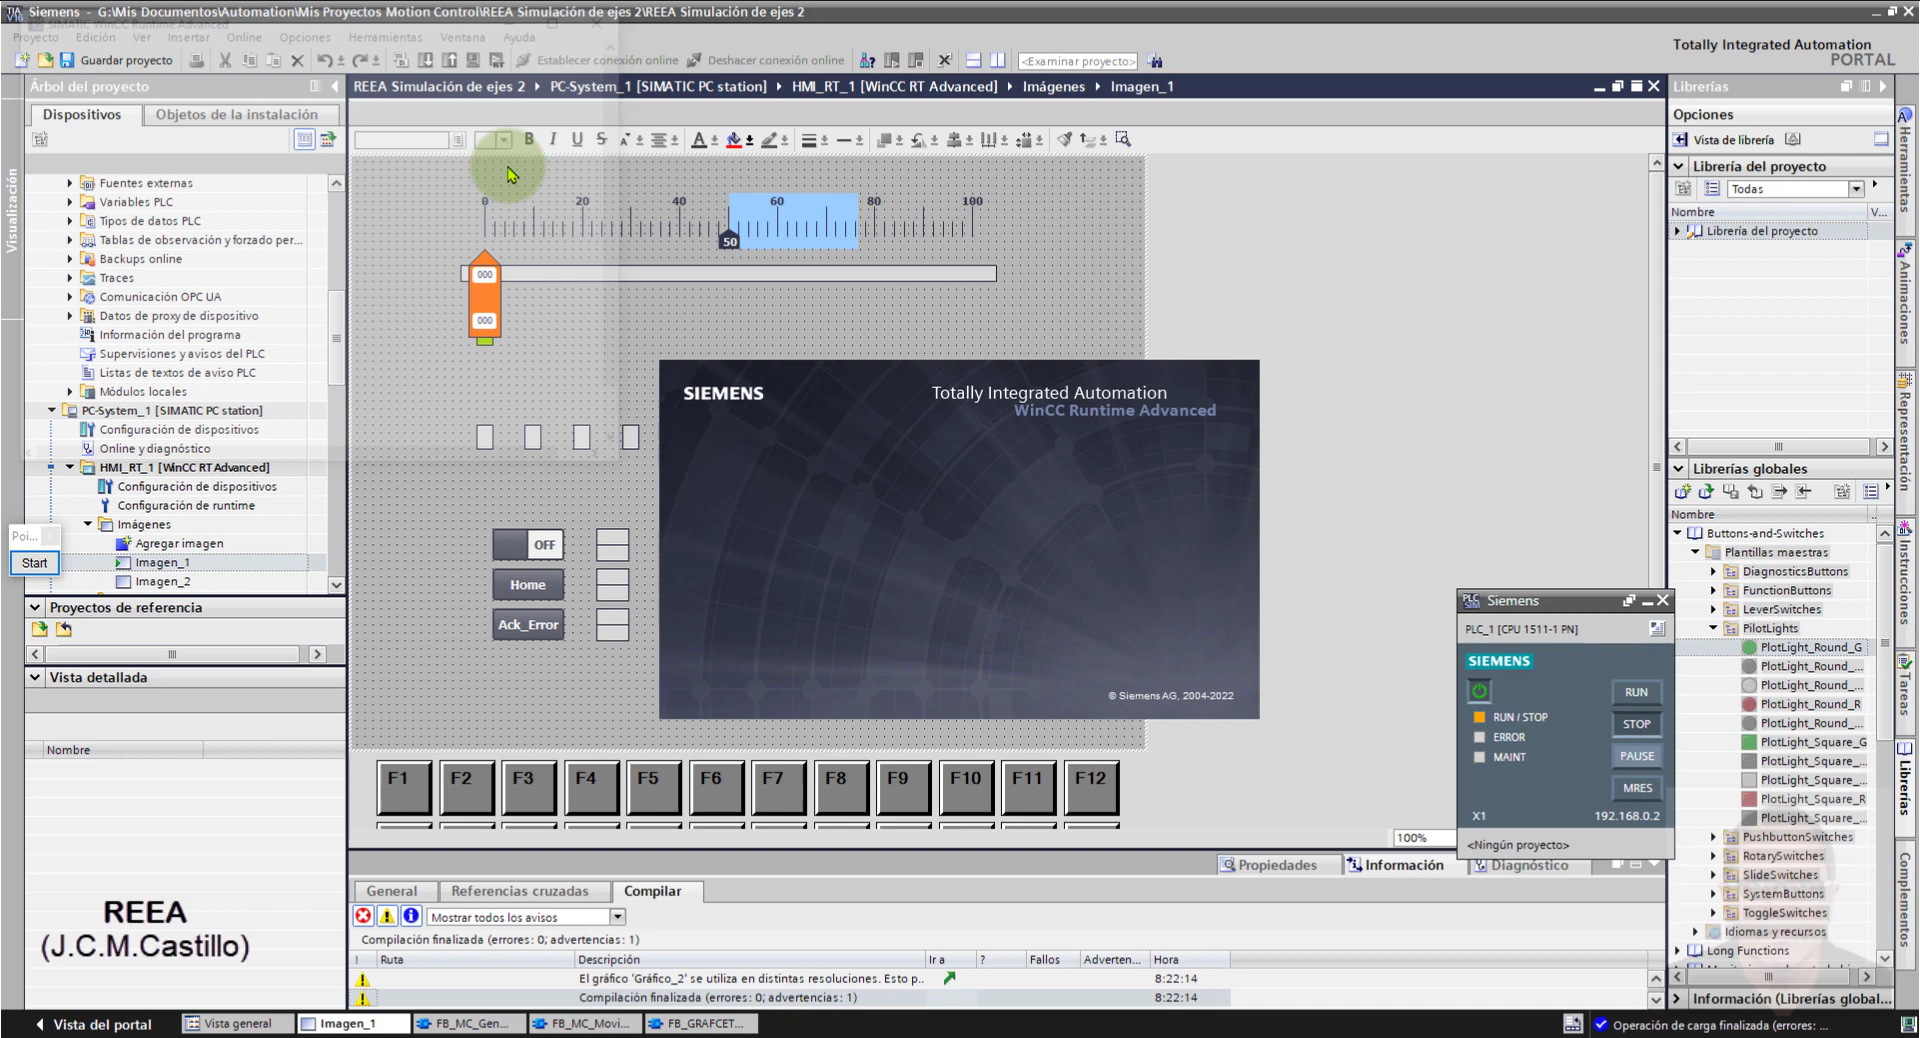 Siemens - G:\Mis Documentos\Automation\Mis Proyectos Motion Control\REEA Simulación de ejes 2\REEA Simulación de ejes 2
SIMATIC WinCC Runtime Advanced
Proyecto Edición Ver Insertar Online Opciones Herramientas Ventana Ayuda
Guardar proyecto
Establecer conexión online
Deshacer conexión online
<Examinar proyecto>
Totally Integrated Automation
PORTAL
Árbol del proyecto
REEA Simulación de ejes 2 PC-System_1 [SIMATIC PC station] HMI_RT_1 [WinCC RT Advanced] Imágenes Imagen_1
Librerías
Dispositivos
Objetos de la instalación
Opciones
Vista de librería
Librería del proyecto
Todas
Nombre V...
Librería del proyecto
Visualización
Fuentes externas
Variables PLC
Tipos de datos PLC
Tablas de observación y forzado per...
Backups online
Traces
Comunicación OPC UA
Datos de proxy de dispositivo
Información del programa
Supervisiones y avisos del PLC
Listas de textos de aviso PLC
Módulos locales
PC-System_1 [SIMATIC PC station]
Configuración de dispositivos
Online y diagnóstico
HMI_RT_1 [WinCC RT Advanced]
Configuración de dispositivos
Configuración de runtime
Imágenes
Agregar imagen
Imagen_1
Imagen_2
Poi...
Start
Proyectos de referencia
Vista detallada
Nombre
REEA
(J.C.M.Castillo)
B I U S A
0 20 40 60 80 100
50
000
000
OFF
Home
Ack_Error
SIEMENS
Totally Integrated Automation
WinCC Runtime Advanced
© Siemens AG, 2004-2022
F1 F2 F3 F4 F5 F6 F7 F8 F9 F10 F11 F12
100%
PLC SIM Siemens
PLC_1 [CPU 1511-1 PN]
SIEMENS
RUN
RUN / STOP
STOP
ERROR
MAINT
PAUSE
MRES
X1 192.168.0.2
<Ningún proyecto>
Propiedades
Información
Diagnóstico
General
Referencias cruzadas
Compilar
Mostrar todos los avisos
Compilación finalizada (errores: 0; advertencias: 1)
! Ruta Descripción Ir a ? Fallos Adverten... Hora
El gráfico 'Gráfico_2' se utiliza en distintas resoluciones. Esto p.. 8:22:14
Compilación finalizada (errores: 0; advertencias: 1) 8:22:14
Librerías globales
Nombre
Buttons-and-Switches
Plantillas maestras
DiagnosticsButtons
FunctionButtons
LeverSwitches
PilotLights
PlotLight_Round_G
PlotLight_Round_...
PlotLight_Round_...
PlotLight_Round_R
PlotLight_Round_...
PlotLight_Square_G
PlotLight_Square_...
PlotLight_Square_...
PlotLight_Square_R
PlotLight_Square_...
PushbuttonSwitches
RotarySwitches
SlideSwitches
SystemButtons
ToggleSwitches
Idiomas y recursos
Long Functions
Información (Librerías global...
Herramientas
Animaciones
Representación
Instrucciones
Tareas
Librerías
Complementos
Vista del portal
Vista general
Imagen_1
FB_MC_Gen...
FB_MC_Movi...
FB_GRAFCET...
Operación de carga finalizada (errores: ...